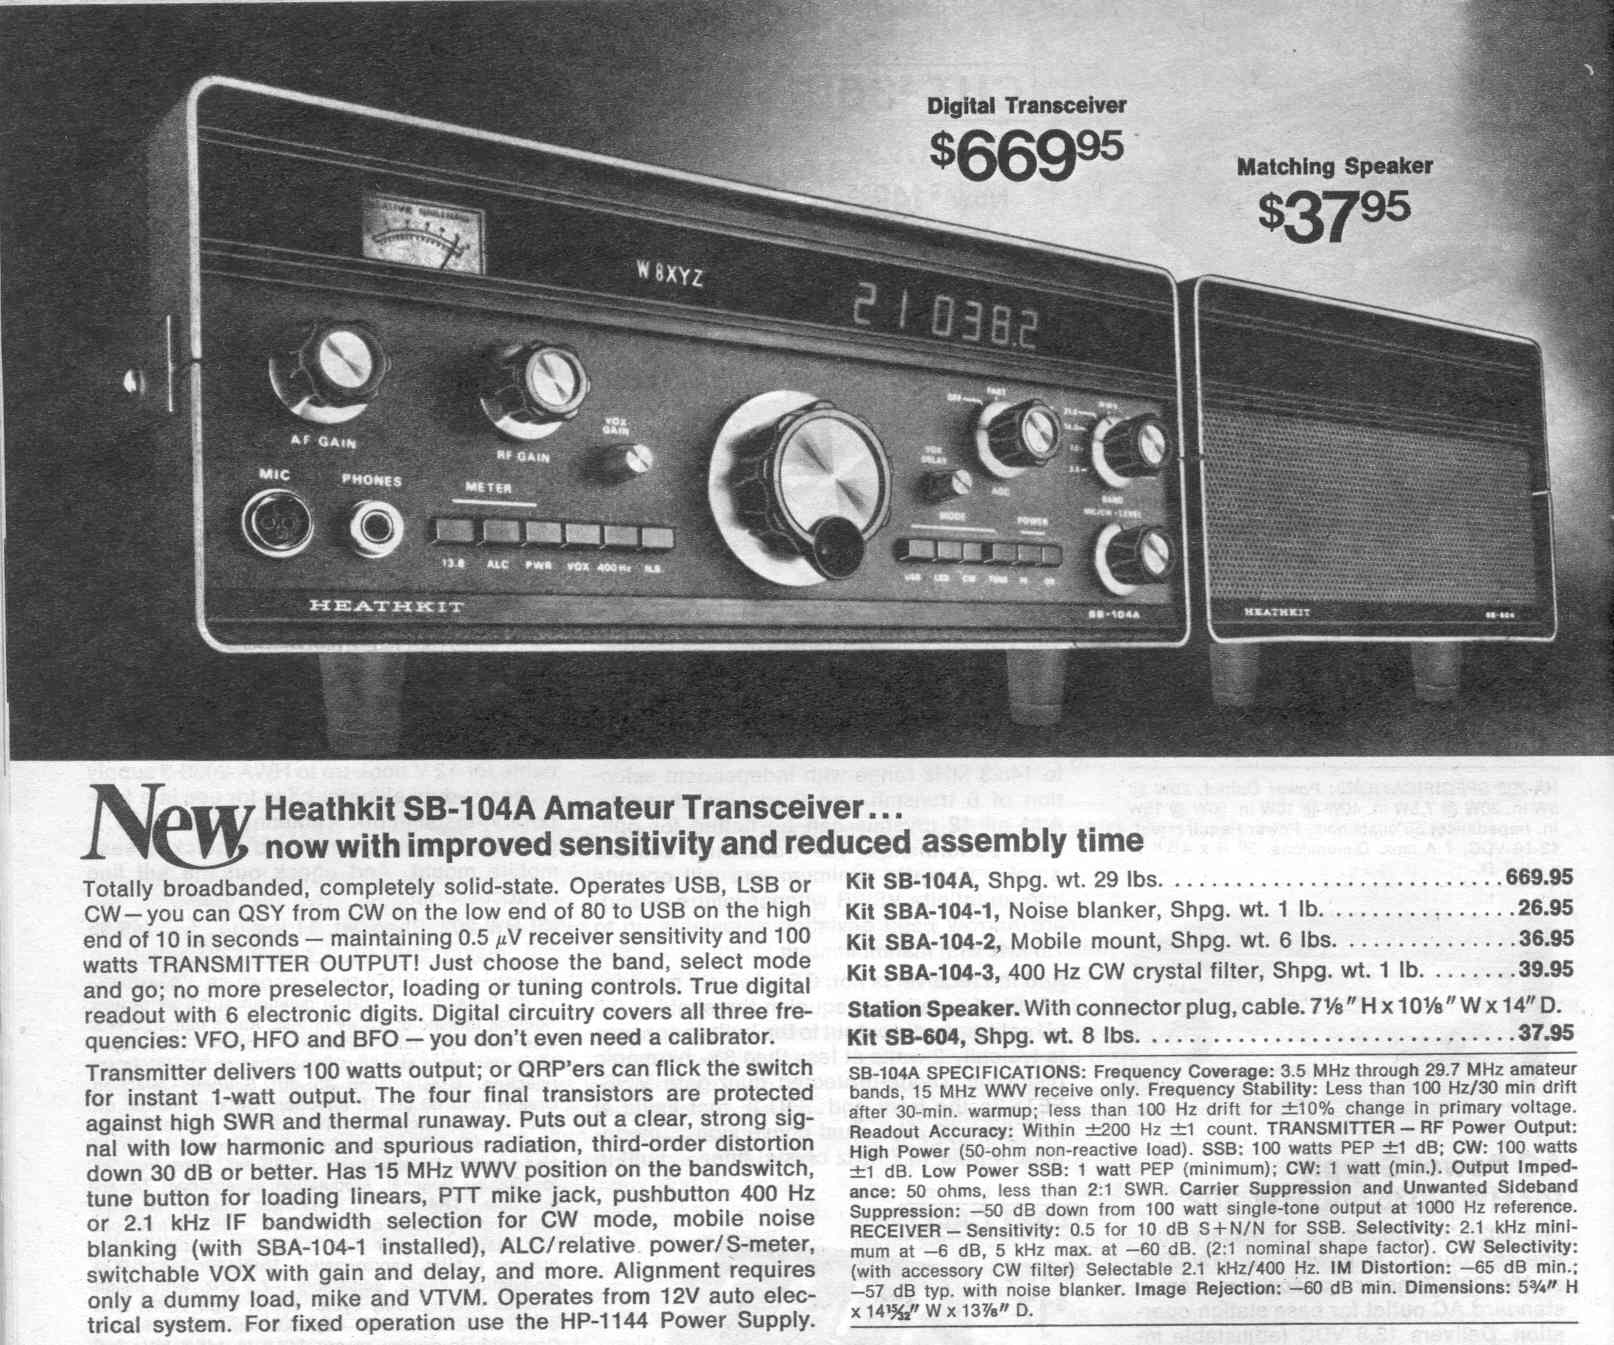 Digital Transceiver
$669 95
Matching Speaker
$37 95
W8XYZ
21 038.2
AF GAIN
RF GAIN
VOX
GAIN
MIC
PHONES
METER
13.8 ALC PWR VOX 400Hz N.B.
OFF
FAST
VOX
DELAY
AGC
MODE
POWER
BAND
MIC/CW-LEVEL
USB LSB CW TUNE
HEATHKIT
SB-104A
HEATHKIT
SB-604
New Heathkit SB-104A Amateur Transceiver...
now with improved sensitivity and reduced assembly time
Totally broadbanded, completely solid-state. Operates USB, LSB or
CW—you can QSY from CW on the low end of 80 to USB on the high
end of 10 in seconds — maintaining 0.5 μV receiver sensitivity and 100
watts TRANSMITTER OUTPUT! Just choose the band, select mode
and go; no more preselector, loading or tuning controls. True digital
readout with 6 electronic digits. Digital circuitry covers all three fre-
quencies: VFO, HFO and BFO — you don't even need a calibrator.
Transmitter delivers 100 watts output; or QRP'ers can flick the switch
for instant 1-watt output. The four final transistors are protected
against high SWR and thermal runaway. Puts out a clear, strong sig-
nal with low harmonic and spurious radiation, third-order distortion
down 30 dB or better. Has 15 MHz WWV position on the bandswitch,
tune button for loading linears, PTT mike jack, pushbutton 400 Hz
or 2.1 kHz IF bandwidth selection for CW mode, mobile noise
blanking (with SBA-104-1 installed), ALC/relative power/S-meter,
switchable VOX with gain and delay, and more. Alignment requires
only a dummy load, mike and VTVM. Operates from 12V auto elec-
trical system. For fixed operation use the HP-1144 Power Supply.
Kit SB-104A, Shpg. wt. 29 lbs. ............................669.95
Kit SBA-104-1, Noise blanker, Shpg. wt. 1 lb. ...............26.95
Kit SBA-104-2, Mobile mount, Shpg. wt. 6 lbs. ..............36.95
Kit SBA-104-3, 400 Hz CW crystal filter, Shpg. wt. 1 lb. .......39.95
Station Speaker. With connector plug, cable. 7⅛" H x 10⅛" W x 14" D.
Kit SB-604, Shpg. wt. 8 lbs. ...............................37.95
SB-104A SPECIFICATIONS: Frequency Coverage: 3.5 MHz through 29.7 MHz amateur
bands, 15 MHz WWV receive only. Frequency Stability: Less than 100 Hz/30 min drift
after 30-min. warmup; less than 100 Hz drift for ±10% change in primary voltage.
Readout Accuracy: Within ±200 Hz ±1 count. TRANSMITTER — RF Power Output:
High Power (50-ohm non-reactive load). SSB: 100 watts PEP ±1 dB; CW: 100 watts
±1 dB. Low Power SSB: 1 watt PEP (minimum); CW: 1 watt (min.). Output Imped-
ance: 50 ohms, less than 2:1 SWR. Carrier Suppression and Unwanted Sideband
Suppression: —50 dB down from 100 watt single-tone output at 1000 Hz reference.
RECEIVER — Sensitivity: 0.5 for 10 dB S+N/N for SSB. Selectivity: 2.1 kHz mini-
mum at —6 dB, 5 kHz max. at —60 dB. (2:1 nominal shape factor). CW Selectivity:
(with accessory CW filter) Selectable 2.1 kHz/400 Hz. IM Distortion: —65 dB min.;
—57 dB typ. with noise blanker. Image Rejection: —60 dB min. Dimensions: 5¾" H
x 14 15/32" W x 13⅞" D.